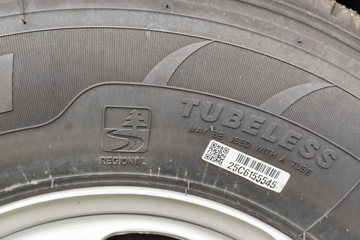 TUBELESS
MAY BE USED WITH A TUBE
REGIONAL
25C6155545